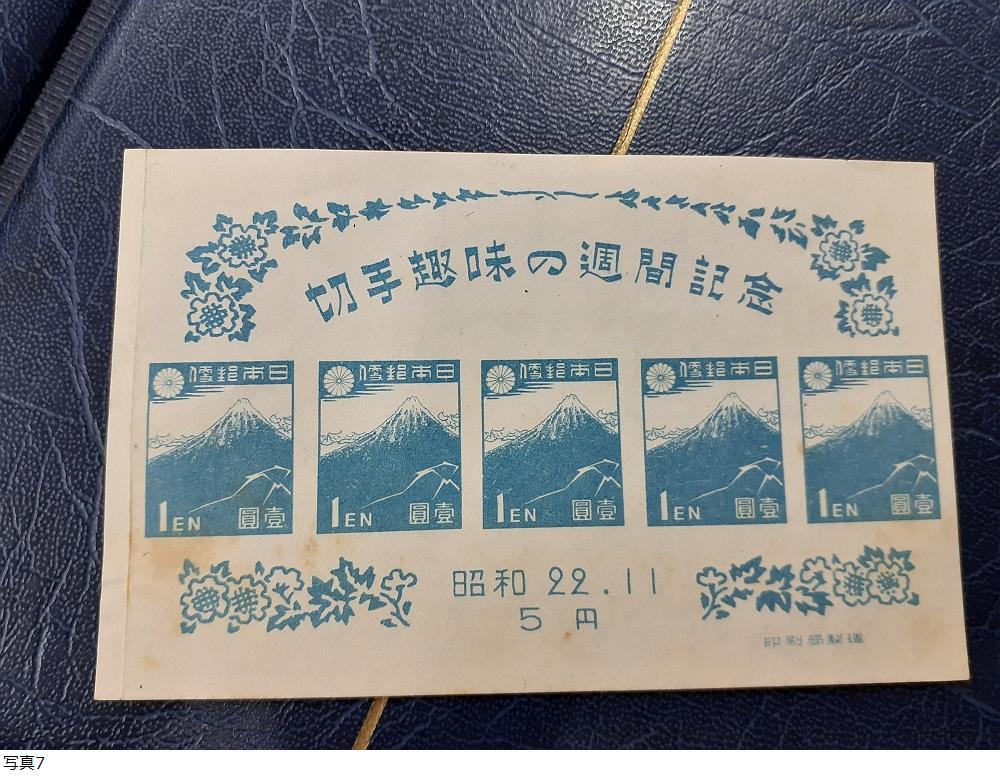 切手趣味の週間記念
便郵本日
便郵本日
便郵本日
便郵本日
便郵本日
1EN 圓壹
1EN 圓壹
1EN 圓壹
1EN 圓壹
1EN 圓壹
昭和 22.11
5 円
印刷局製造
写真7